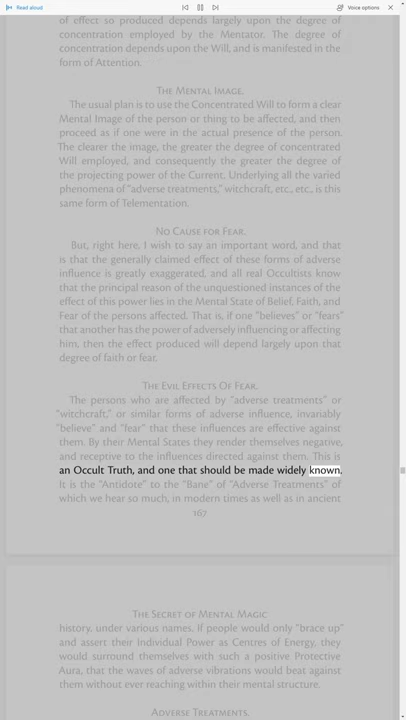 Read aloud
Voice options
of effect so produced depends largely upon the degree of
concentration employed by the Mentator. The degree of
concentration depends upon the Will, and is manifested in the
form of Attention.
The Mental Image.
The usual plan is to use the Concentrated Will to form a clear
Mental Image of the person or thing to be affected, and then
proceed as if one were in the actual presence of the person.
The clearer the image, the greater the degree of concentrated
Will employed, and consequently the greater the degree of
the projecting power of the Current. Underlying all the varied
phenomena of "adverse treatments," witchcraft, etc., etc., is this
same form of Telementation.
No Cause for Fear.
But, right here, I wish to say an important word, and that
is that the generally claimed effect of these forms of adverse
influence is greatly exaggerated, and all real Occultists know
that the principal reason of the unquestioned instances of the
effect of this power lies in the Mental State of Belief, Faith, and
Fear of the persons affected. That is, if one "believes" or "fears"
that another has the power of adversely influencing or affecting
him, then the effect produced will depend largely upon that
degree of faith or fear.
The Evil Effects Of Fear.
The persons who are affected by "adverse treatments" or
"witchcraft," or similar forms of adverse influence, invariably
"believe" and "fear" that these influences are effective against
them. By their Mental States they render themselves negative,
and receptive to the influences directed against them. This is
an Occult Truth, and one that should be made widely known.
It is the "Antidote" to the "Bane" of "Adverse Treatments" of
which we hear so much, in modern times as well as in ancient
167
The Secret of Mental Magic
history, under various names. If people would only "brace up"
and assert their Individual Power as Centres of Energy, they
would surround themselves with such a positive Protective
Aura, that the waves of adverse vibrations would beat against
them without ever reaching within their mental structure.
Adverse Treatments.